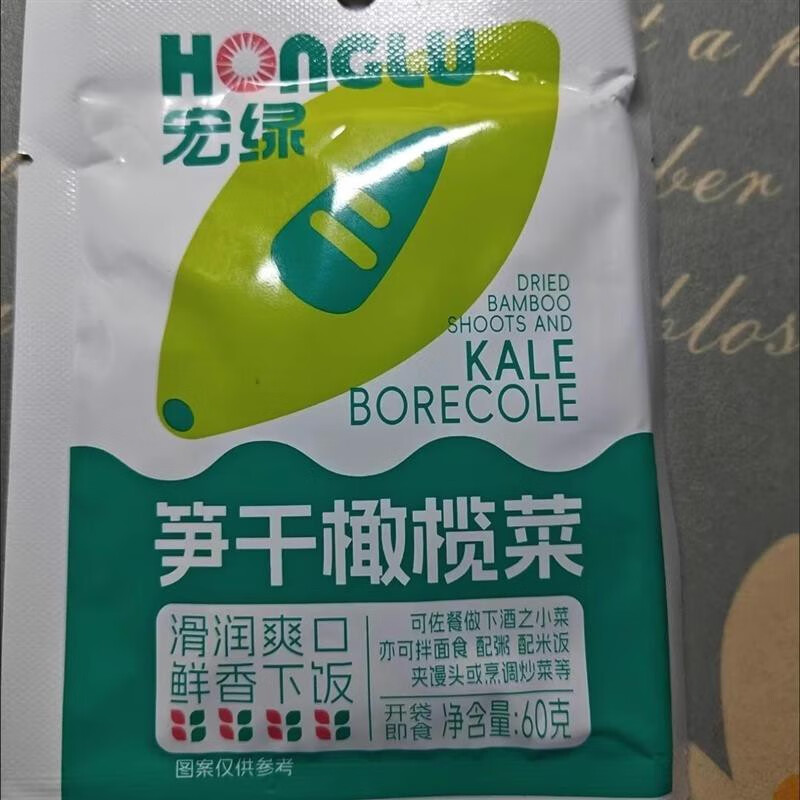 HONGLU
宏绿
DRIED
BAMBOO
SHOOTS AND
KALE
BORECOLE
笋干橄榄菜
滑润爽口
鲜香下饭
可佐餐做下酒之小菜
亦可拌面食 配粥 配米饭
夹馒头或烹调炒菜等
开袋
即食
净含量:60克
图案仅供参考
t a p
ber